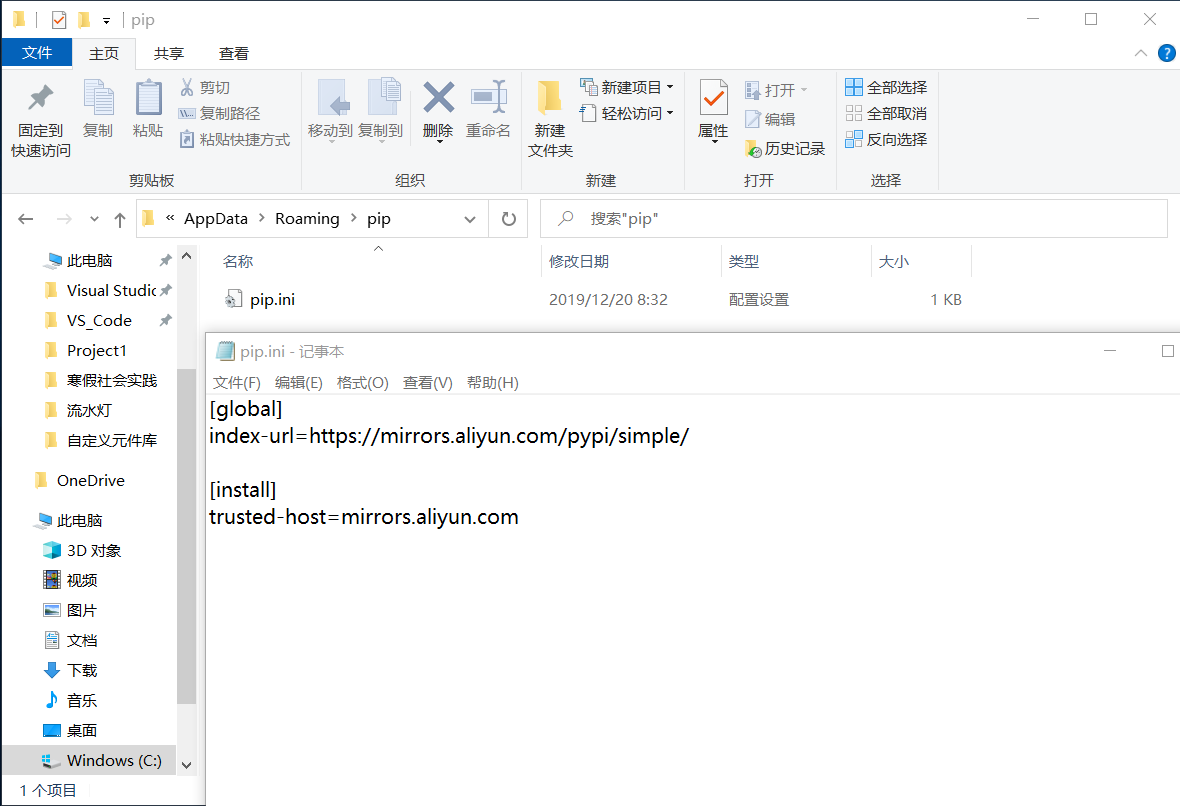 pip
文件 主页 共享 查看
固定到
快速访问
复制
粘贴
剪切
复制路径
粘贴快捷方式
剪贴板
移动到
复制到
删除
重命名
组织
新建
文件夹
新建项目
轻松访问
新建
属性
打开
编辑
历史记录
打开
全部选择
全部取消
反向选择
选择
« AppData > Roaming > pip
搜索"pip"
名称 修改日期 类型 大小
pip.ini 2019/12/20 8:32 配置设置 1 KB
此电脑
Visual Studic
VS_Code
Project1
寒假社会实践
流水灯
自定义元件库
OneDrive
此电脑
3D 对象
视频
图片
文档
下载
音乐
桌面
Windows (C:)
1 个项目
pip.ini - 记事本
文件(F) 编辑(E) 格式(O) 查看(V) 帮助(H)
[global]
index-url=https://mirrors.aliyun.com/pypi/simple/
[install]
trusted-host=mirrors.aliyun.com